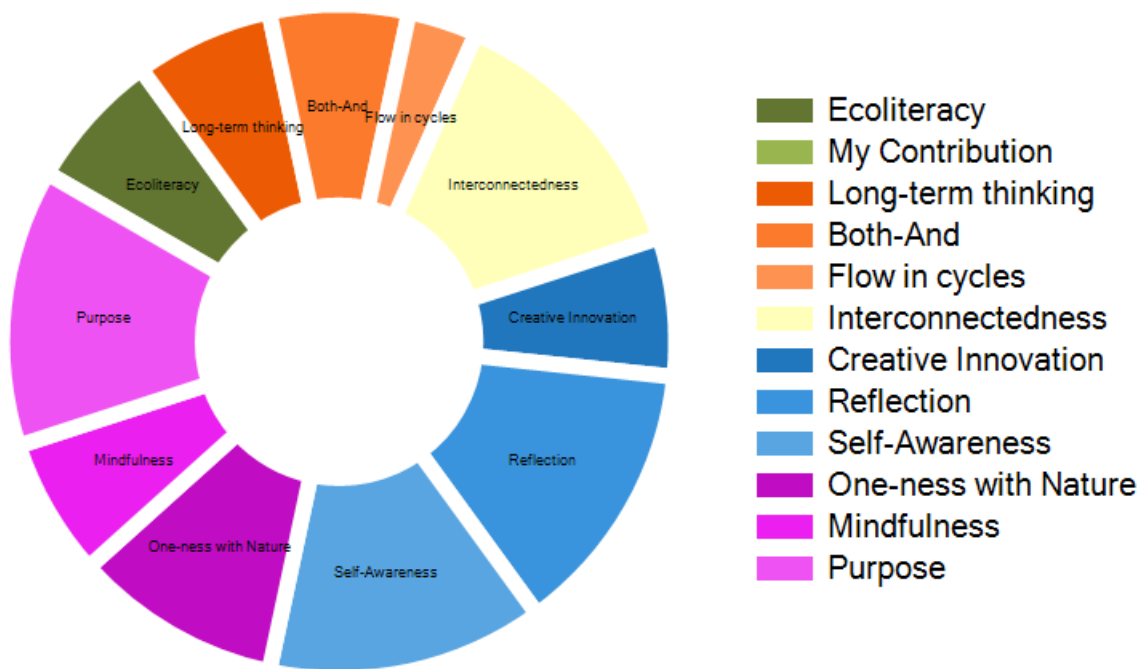 Both-And
Flow in cycles
Long-term thinking
Ecoliteracy
Interconnectedness
Purpose
Creative Innovation
Mindfulness
Reflection
One-ness with Nature
Self-Awareness
Ecoliteracy
My Contribution
Long-term thinking
Both-And
Flow in cycles
Interconnectedness
Creative Innovation
Reflection
Self-Awareness
One-ness with Nature
Mindfulness
Purpose